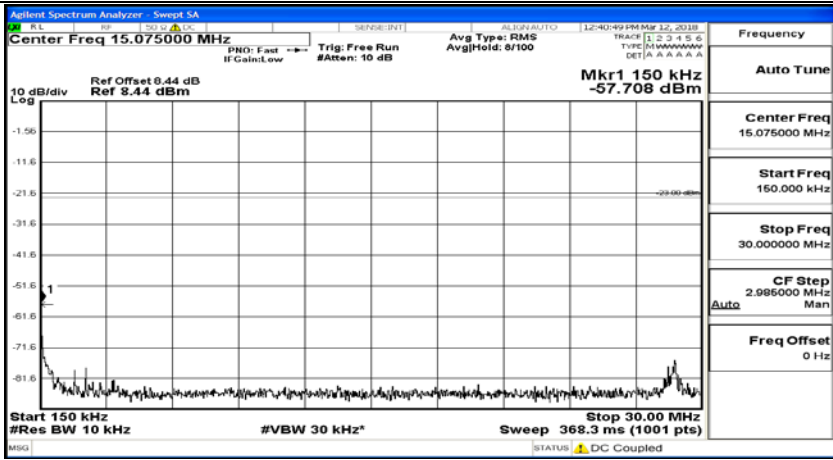 Agilent Spectrum Analyzer - Swept SA
RL RF 50 Ω DC SENSE:INT ALIGN AUTO 12:40:49 PM Mar 12, 2018
Center Freq 15.075000 MHz
PNO: Fast Trig: Free Run Avg Type: RMS TRACE 1 2 3 4 5 6
IFGain:Low #Atten: 10 dB Avg|Hold: 8/100 TYPE M WWWWW
DET A A A A A A
Frequency
Auto Tune
Ref Offset 8.44 dB Mkr1 150 kHz
10 dB/div Ref 8.44 dBm -57.708 dBm
Log
-1.56
-11.6
-21.6
-23.00 dBm
-31.6
-41.6
-51.6
1
-61.6
-71.6
-81.6
Center Freq
15.075000 MHz
Start Freq
150.000 kHz
Stop Freq
30.000000 MHz
CF Step
2.985000 MHz
Auto Man
Freq Offset
0 Hz
Start 150 kHz Stop 30.00 MHz
#Res BW 10 kHz #VBW 30 kHz* Sweep 368.3 ms (1001 pts)
MSG STATUS DC Coupled